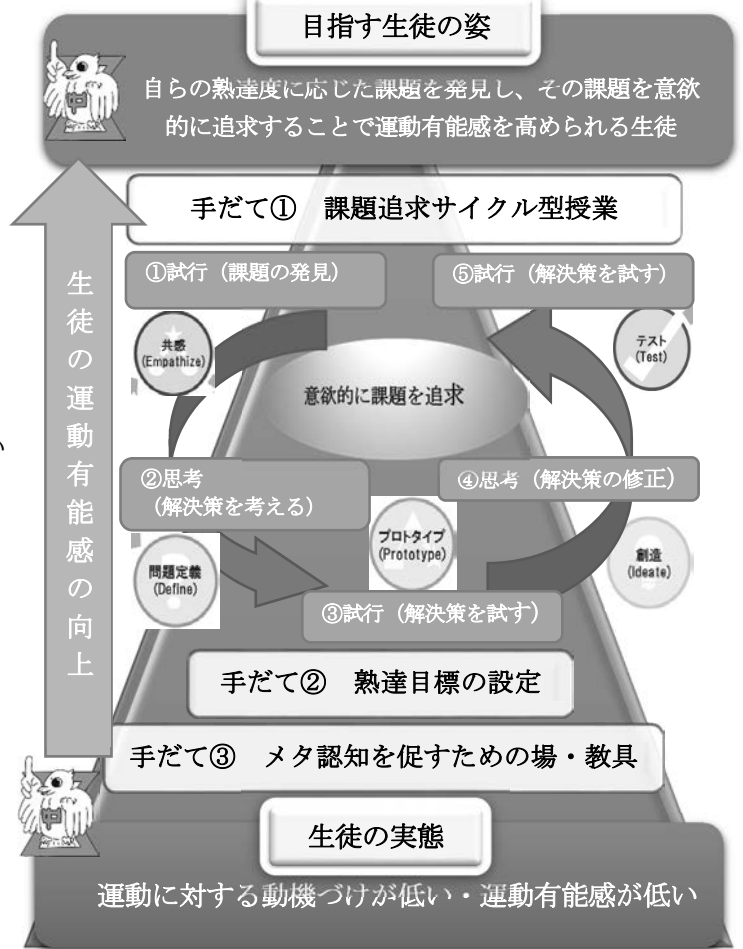 目指す生徒の姿
自らの熟達度に応じた課題を発見し、その課題を意欲
的に追求することで運動有能感を高められる生徒
手だて① 課題追求サイクル型授業
①試行（課題の発見）
⑤試行（解決策を試す）
共感
(Empathize)
テスト
(Test)
意欲的に課題を追求
生徒の運動有能感の向上
②思考
（解決策を考える）
④思考（解決策の修正）
プロトタイプ
(Prototype)
問題定義
(Define)
創造
(Ideate)
③試行（解決策を試す）
手だて② 熟達目標の設定
手だて③ メタ認知を促すための場・教具
生徒の実態
運動に対する動機づけが低い・運動有能感が低い